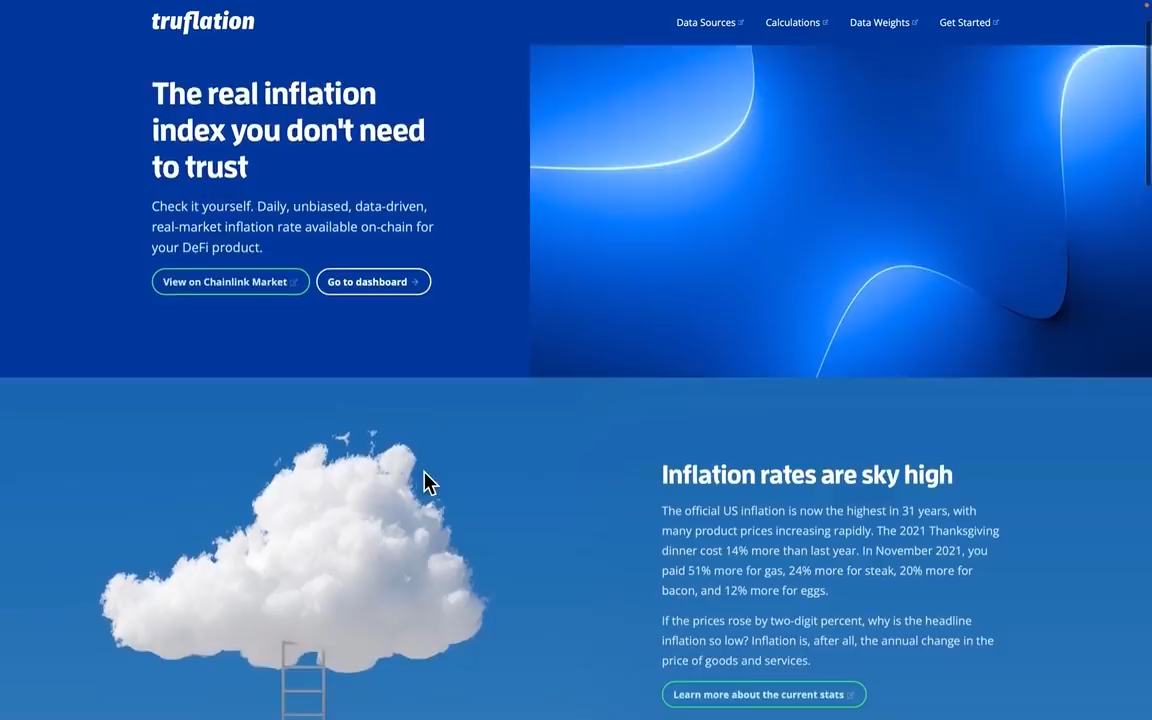 truflation
Data Sources
Calculations
Data Weights
Get Started
The real inflation
index you don't need
to trust
Check it yourself. Daily, unbiased, data-driven,
real-market inflation rate available on-chain for
your DeFi product.
View on Chainlink Market
Go to dashboard →
Inflation rates are sky high
The official US inflation is now the highest in 31 years, with
many product prices increasing rapidly. The 2021 Thanksgiving
dinner cost 14% more than last year. In November 2021, you
paid 51% more for gas, 24% more for steak, 20% more for
bacon, and 12% more for eggs.
If the prices rose by two-digit percent, why is the headline
inflation so low? Inflation is, after all, the annual change in the
price of goods and services.
Learn more about the current stats